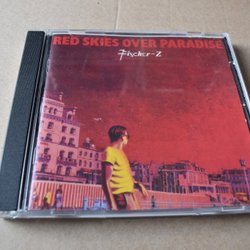 RED SKIES OVER PARADISE
Fischer-Z